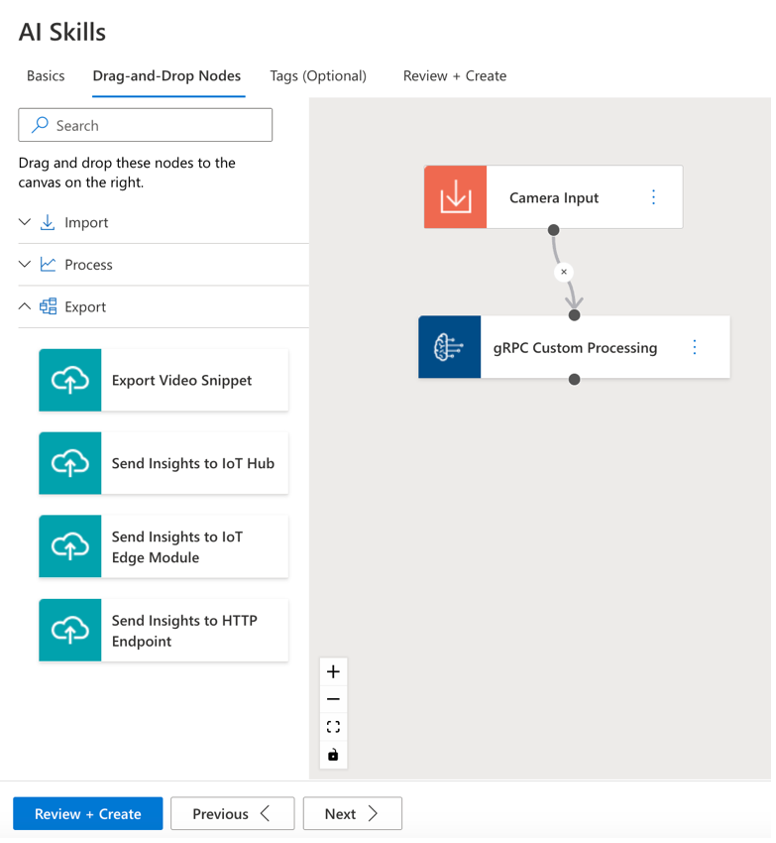 AI Skills
Basics
Drag-and-Drop Nodes
Tags (Optional)
Review + Create
Search
Drag and drop these nodes to the
canvas on the right.
Import
Process
Export
Export Video Snippet
Send Insights to IoT Hub
Send Insights to IoT
Edge Module
Send Insights to HTTP
Endpoint
Camera Input
gRPC Custom Processing
Review + Create
Previous
Next